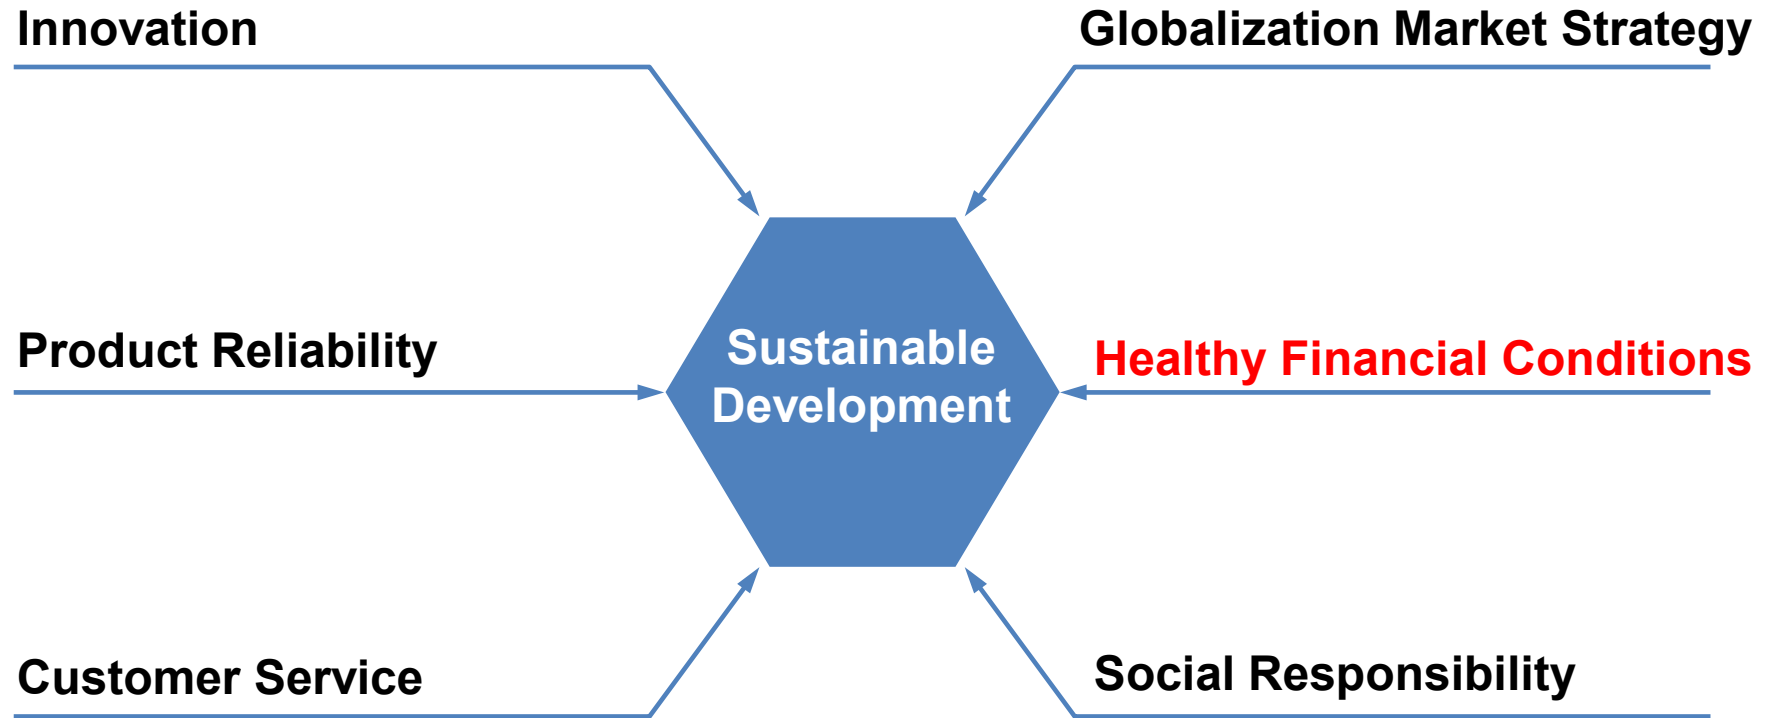 Innovation
Globalization Market Strategy
Product Reliability
Sustainable
Development
Healthy Financial Conditions
Customer Service
Social Responsibility